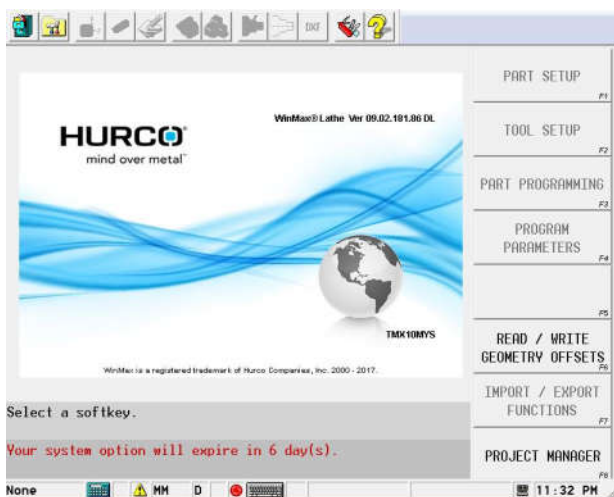 DXF
WinMax® Lathe Ver 09.02.181.86 DL
HURCO
mind over metal™
TMX10MYS
WinMax is a registered trademark of Hurco Companies, Inc. 2000 - 2017.
PART SETUP
F1
TOOL SETUP
F2
PART PROGRAMMING
F3
PROGRAM
PARAMETERS
F4
F5
READ / WRITE
GEOMETRY OFFSETS
F6
IMPORT / EXPORT
FUNCTIONS
F7
PROJECT MANAGER
F8
Select a softkey.
Your system option will expire in 6 day(s).
None MM D 11:32 PM